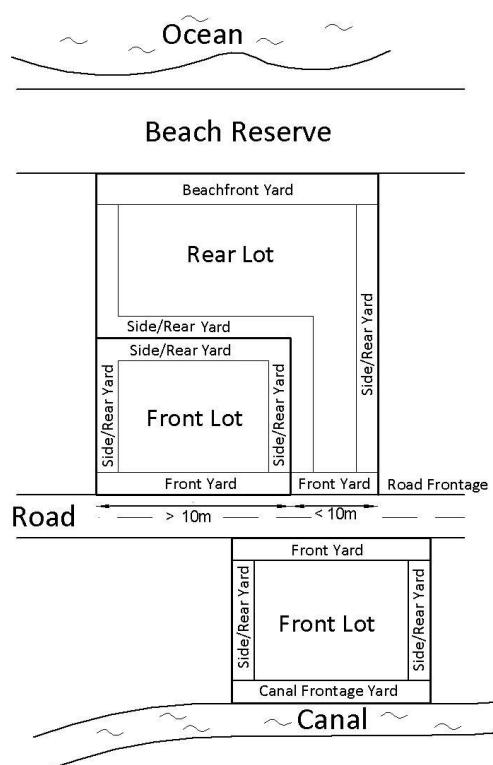 Ocean
Beach Reserve
Beachfront Yard
Rear Lot
Side/Rear Yard
Side/Rear Yard
Side/Rear Yard
Side/Rear Yard
Front Lot
Side/Rear Yard
Front Yard
Front Yard
Road Frontage
Road
> 10m
< 10m
Front Yard
Side/Rear Yard
Front Lot
Side/Rear Yard
Canal Frontage Yard
Canal